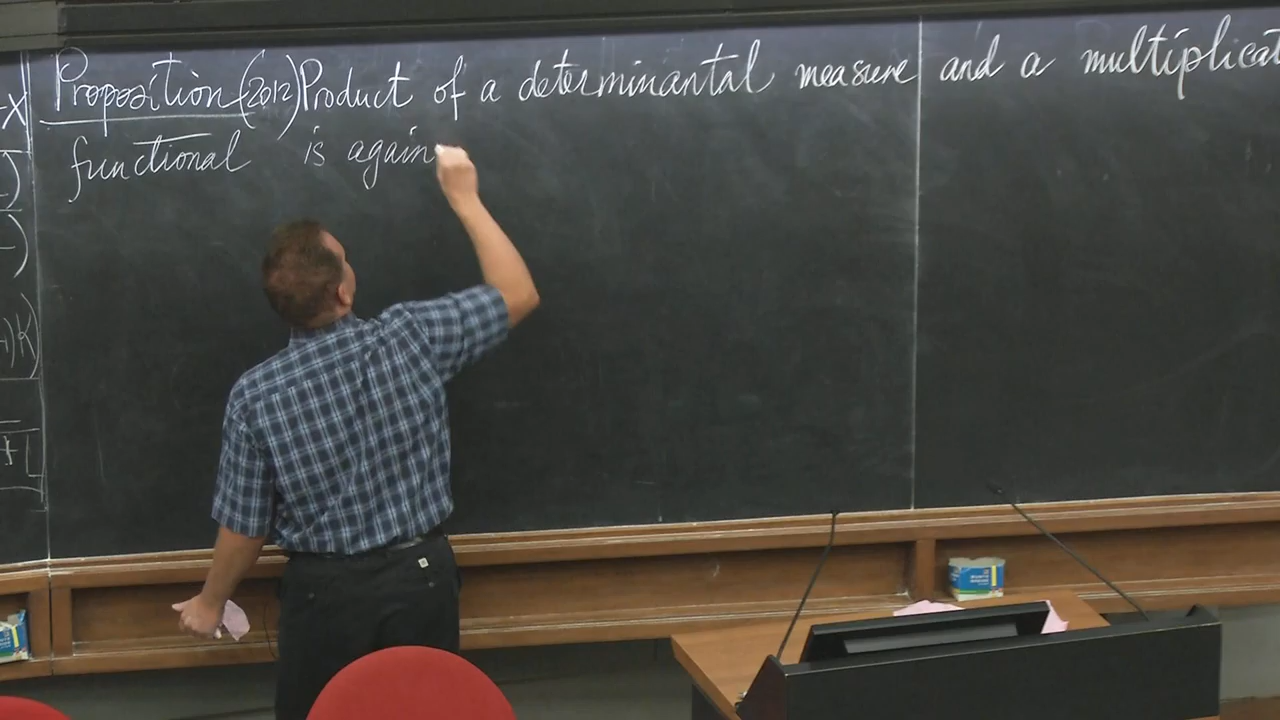 Proposition (2012) Product of a determinantal measure and a multiplicat
functional is again